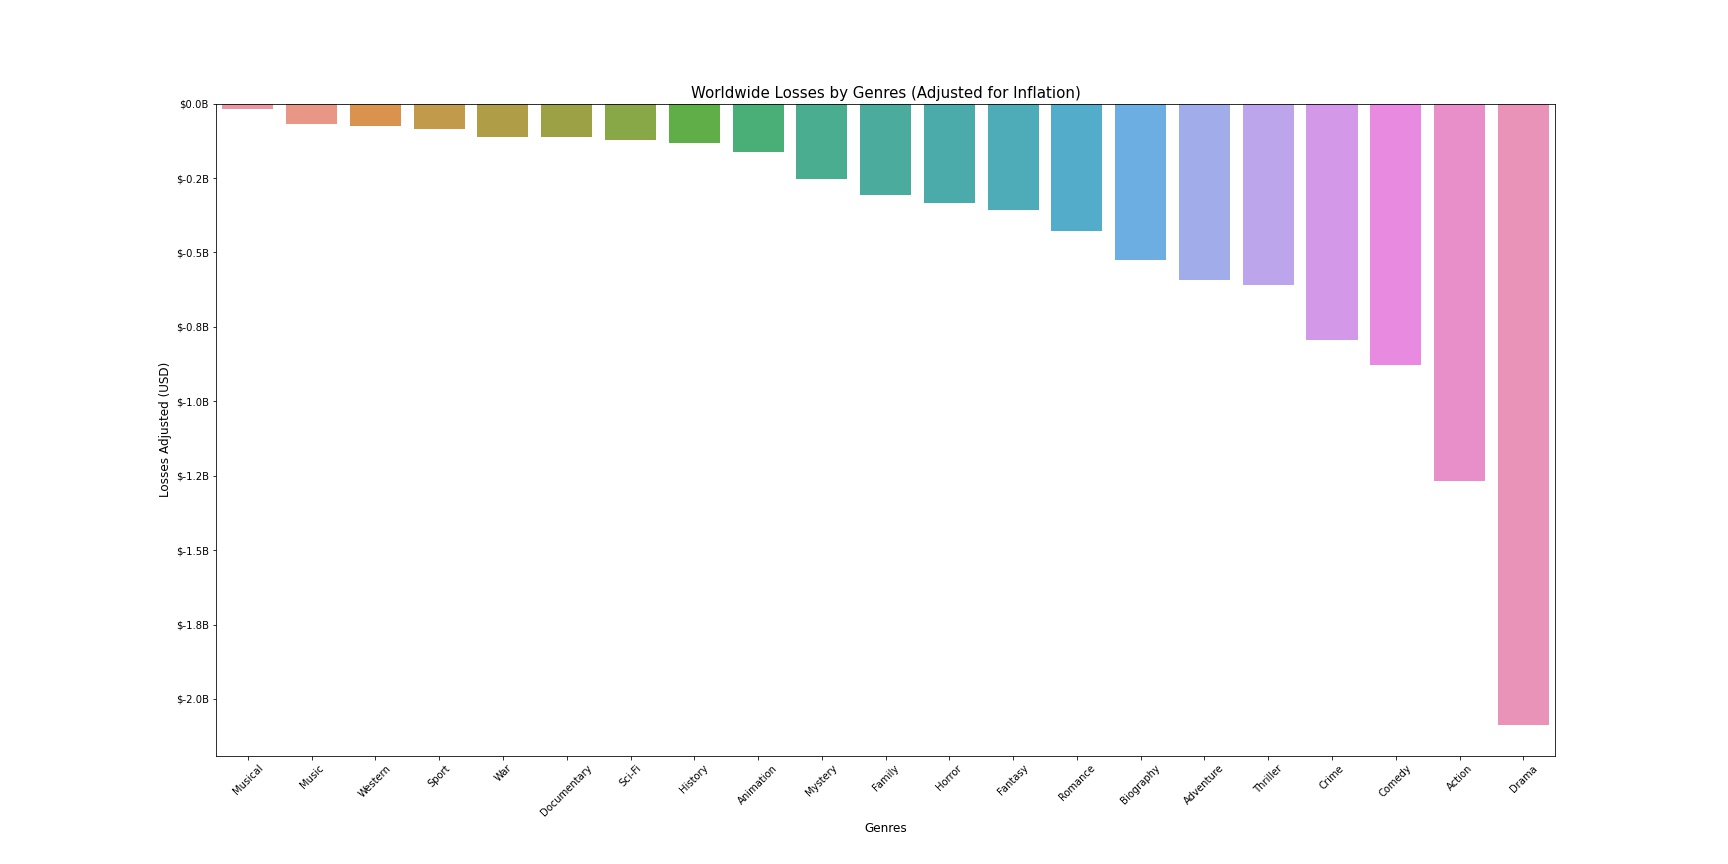 Worldwide Losses by Genres (Adjusted for Inflation)
$0.0B
$-0.2B
$-0.5B
$-0.8B
$-1.0B
$-1.2B
$-1.5B
$-1.8B
$-2.0B
Losses Adjusted (USD)
Musical
Music
Western
Sport
War
Documentary
Sci-Fi
History
Animation
Mystery
Family
Horror
Fantasy
Romance
Biography
Adventure
Thriller
Crime
Comedy
Action
Drama
Genres